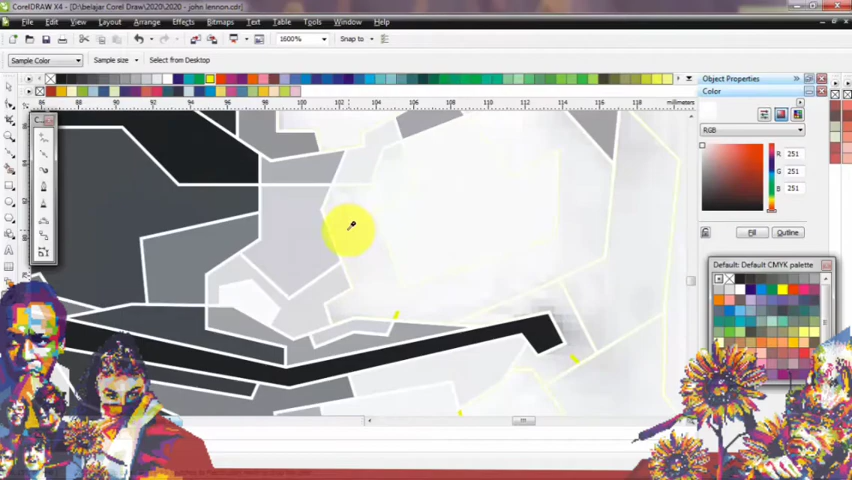 CorelDRAW X4 - [D:\belajar Corel Draw\2020\2020 - john lennon.cdr]
File Edit View Layout Arrange Effects Bitmaps Text Table Tools Window Help
1600% Snap to
Sample Color Sample size Select from Desktop
Object Properties
Color
86 90 92 94 96 98 100 102 104 106 108 110 112 114 116 118 millimeters
C...
RGB
R 251
G 251
B 251
Fill Outline
Default: Default CMYK palette